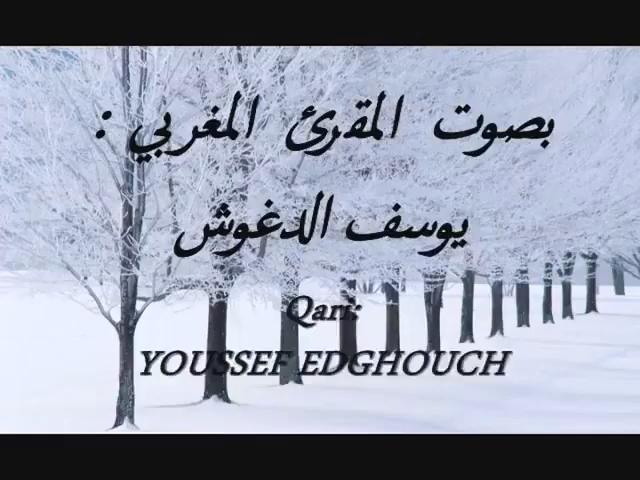 بصوت المقرئ المغربي :
يوسف الدغوش
Qari:
YOUSSEF EDGHOUCH